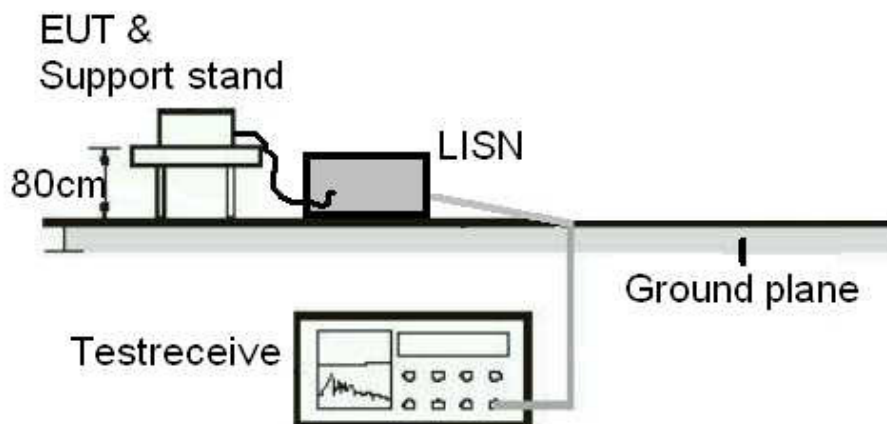 EUT &
Support stand
LISN
80cm
Ground plane
Testreceive